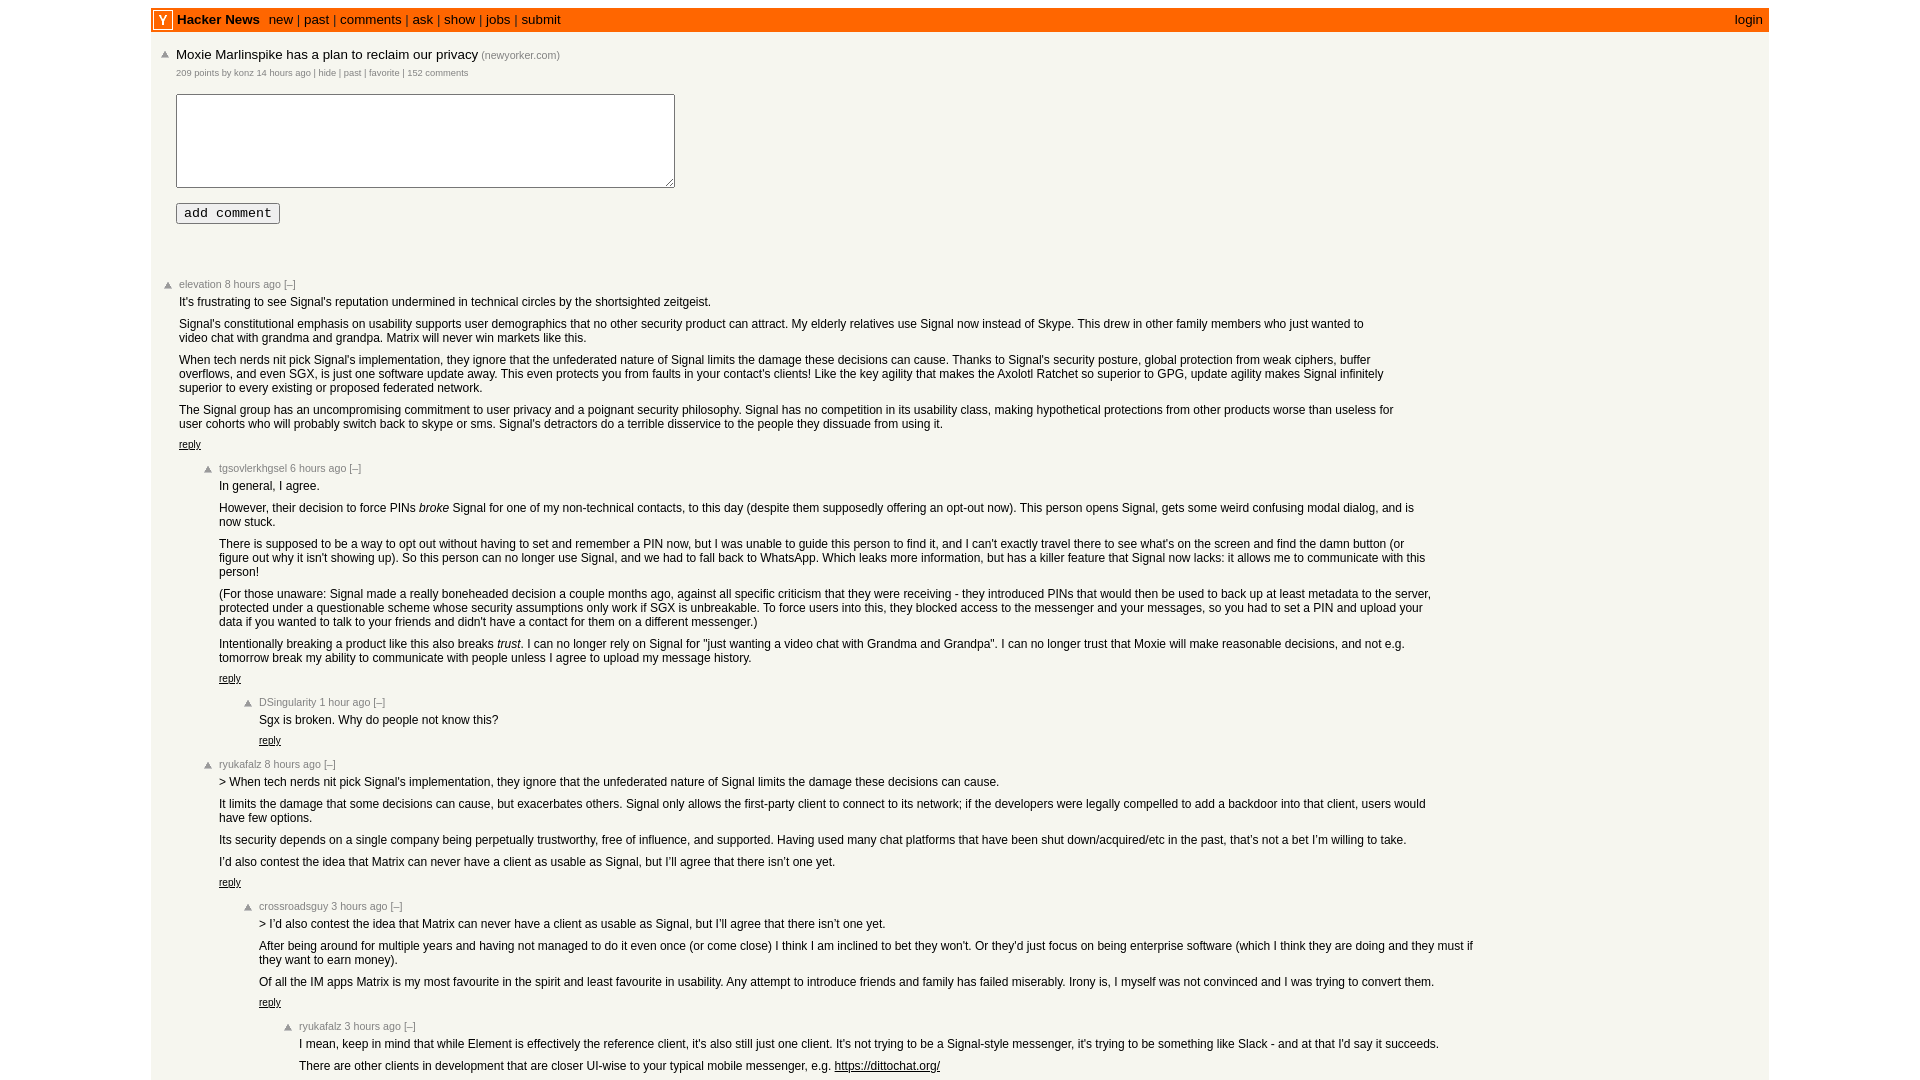 Y Hacker News new | past | comments | ask | show | jobs | submit login
Moxie Marlinspike has a plan to reclaim our privacy (newyorker.com)
209 points by konz 14 hours ago | hide | past | favorite | 152 comments
add comment
elevation 8 hours ago [–]
It's frustrating to see Signal's reputation undermined in technical circles by the shortsighted zeitgeist.
Signal's constitutional emphasis on usability supports user demographics that no other security product can attract. My elderly relatives use Signal now instead of Skype. This drew in other family members who just wanted to
video chat with grandma and grandpa. Matrix will never win markets like this.
When tech nerds nit pick Signal's implementation, they ignore that the unfederated nature of Signal limits the damage these decisions can cause. Thanks to Signal's security posture, global protection from weak ciphers, buffer
overflows, and even SGX, is just one software update away. This even protects you from faults in your contact's clients! Like the key agility that makes the Axolotl Ratchet so superior to GPG, update agility makes Signal infinitely
superior to every existing or proposed federated network.
The Signal group has an uncompromising commitment to user privacy and a poignant security philosophy. Signal has no competition in its usability class, making hypothetical protections from other products worse than useless for
user cohorts who will probably switch back to skype or sms. Signal's detractors do a terrible disservice to the people they dissuade from using it.
reply
tgsovlerkhgsel 6 hours ago [–]
In general, I agree.
However, their decision to force PINs broke Signal for one of my non-technical contacts, to this day (despite them supposedly offering an opt-out now). This person opens Signal, gets some weird confusing modal dialog, and is
now stuck.
There is supposed to be a way to opt out without having to set and remember a PIN now, but I was unable to guide this person to find it, and I can't exactly travel there to see what's on the screen and find the damn button (or
figure out why it isn't showing up). So this person can no longer use Signal, and we had to fall back to WhatsApp. Which leaks more information, but has a killer feature that Signal now lacks: it allows me to communicate with this
person!
(For those unaware: Signal made a really boneheaded decision a couple months ago, against all specific criticism that they were receiving - they introduced PINs that would then be used to back up at least metadata to the server,
protected under a questionable scheme whose security assumptions only work if SGX is unbreakable. To force users into this, they blocked access to the messenger and your messages, so you had to set a PIN and upload your
data if you wanted to talk to your friends and didn't have a contact for them on a different messenger.)
Intentionally breaking a product like this also breaks trust. I can no longer rely on Signal for "just wanting a video chat with Grandma and Grandpa". I can no longer trust that Moxie will make reasonable decisions, and not e.g.
tomorrow break my ability to communicate with people unless I agree to upload my message history.
reply
DSingularity 1 hour ago [–]
Sgx is broken. Why do people not know this?
reply
ryukafalz 8 hours ago [–]
> When tech nerds nit pick Signal's implementation, they ignore that the unfederated nature of Signal limits the damage these decisions can cause.
It limits the damage that some decisions can cause, but exacerbates others. Signal only allows the first-party client to connect to its network; if the developers were legally compelled to add a backdoor into that client, users would
have few options.
Its security depends on a single company being perpetually trustworthy, free of influence, and supported. Having used many chat platforms that have been shut down/acquired/etc in the past, that’s not a bet I’m willing to take.
I’d also contest the idea that Matrix can never have a client as usable as Signal, but I’ll agree that there isn’t one yet.
reply
crossroadsguy 3 hours ago [–]
> I’d also contest the idea that Matrix can never have a client as usable as Signal, but I’ll agree that there isn’t one yet.
After being around for multiple years and having not managed to do it even once (or come close) I think I am inclined to bet they won't. Or they'd just focus on being enterprise software (which I think they are doing and they must if
they want to earn money).
Of all the IM apps Matrix is my most favourite in the spirit and least favourite in usability. Any attempt to introduce friends and family has failed miserably. Irony is, I myself was not convinced and I was trying to convert them.
reply
ryukafalz 3 hours ago [–]
I mean, keep in mind that while Element is effectively the reference client, it's also still just one client. It's not trying to be a Signal-style messenger, it's trying to be something like Slack - and at that I'd say it succeeds.
There are other clients in development that are closer UI-wise to your typical mobile messenger, e.g. https://dittochat.org/